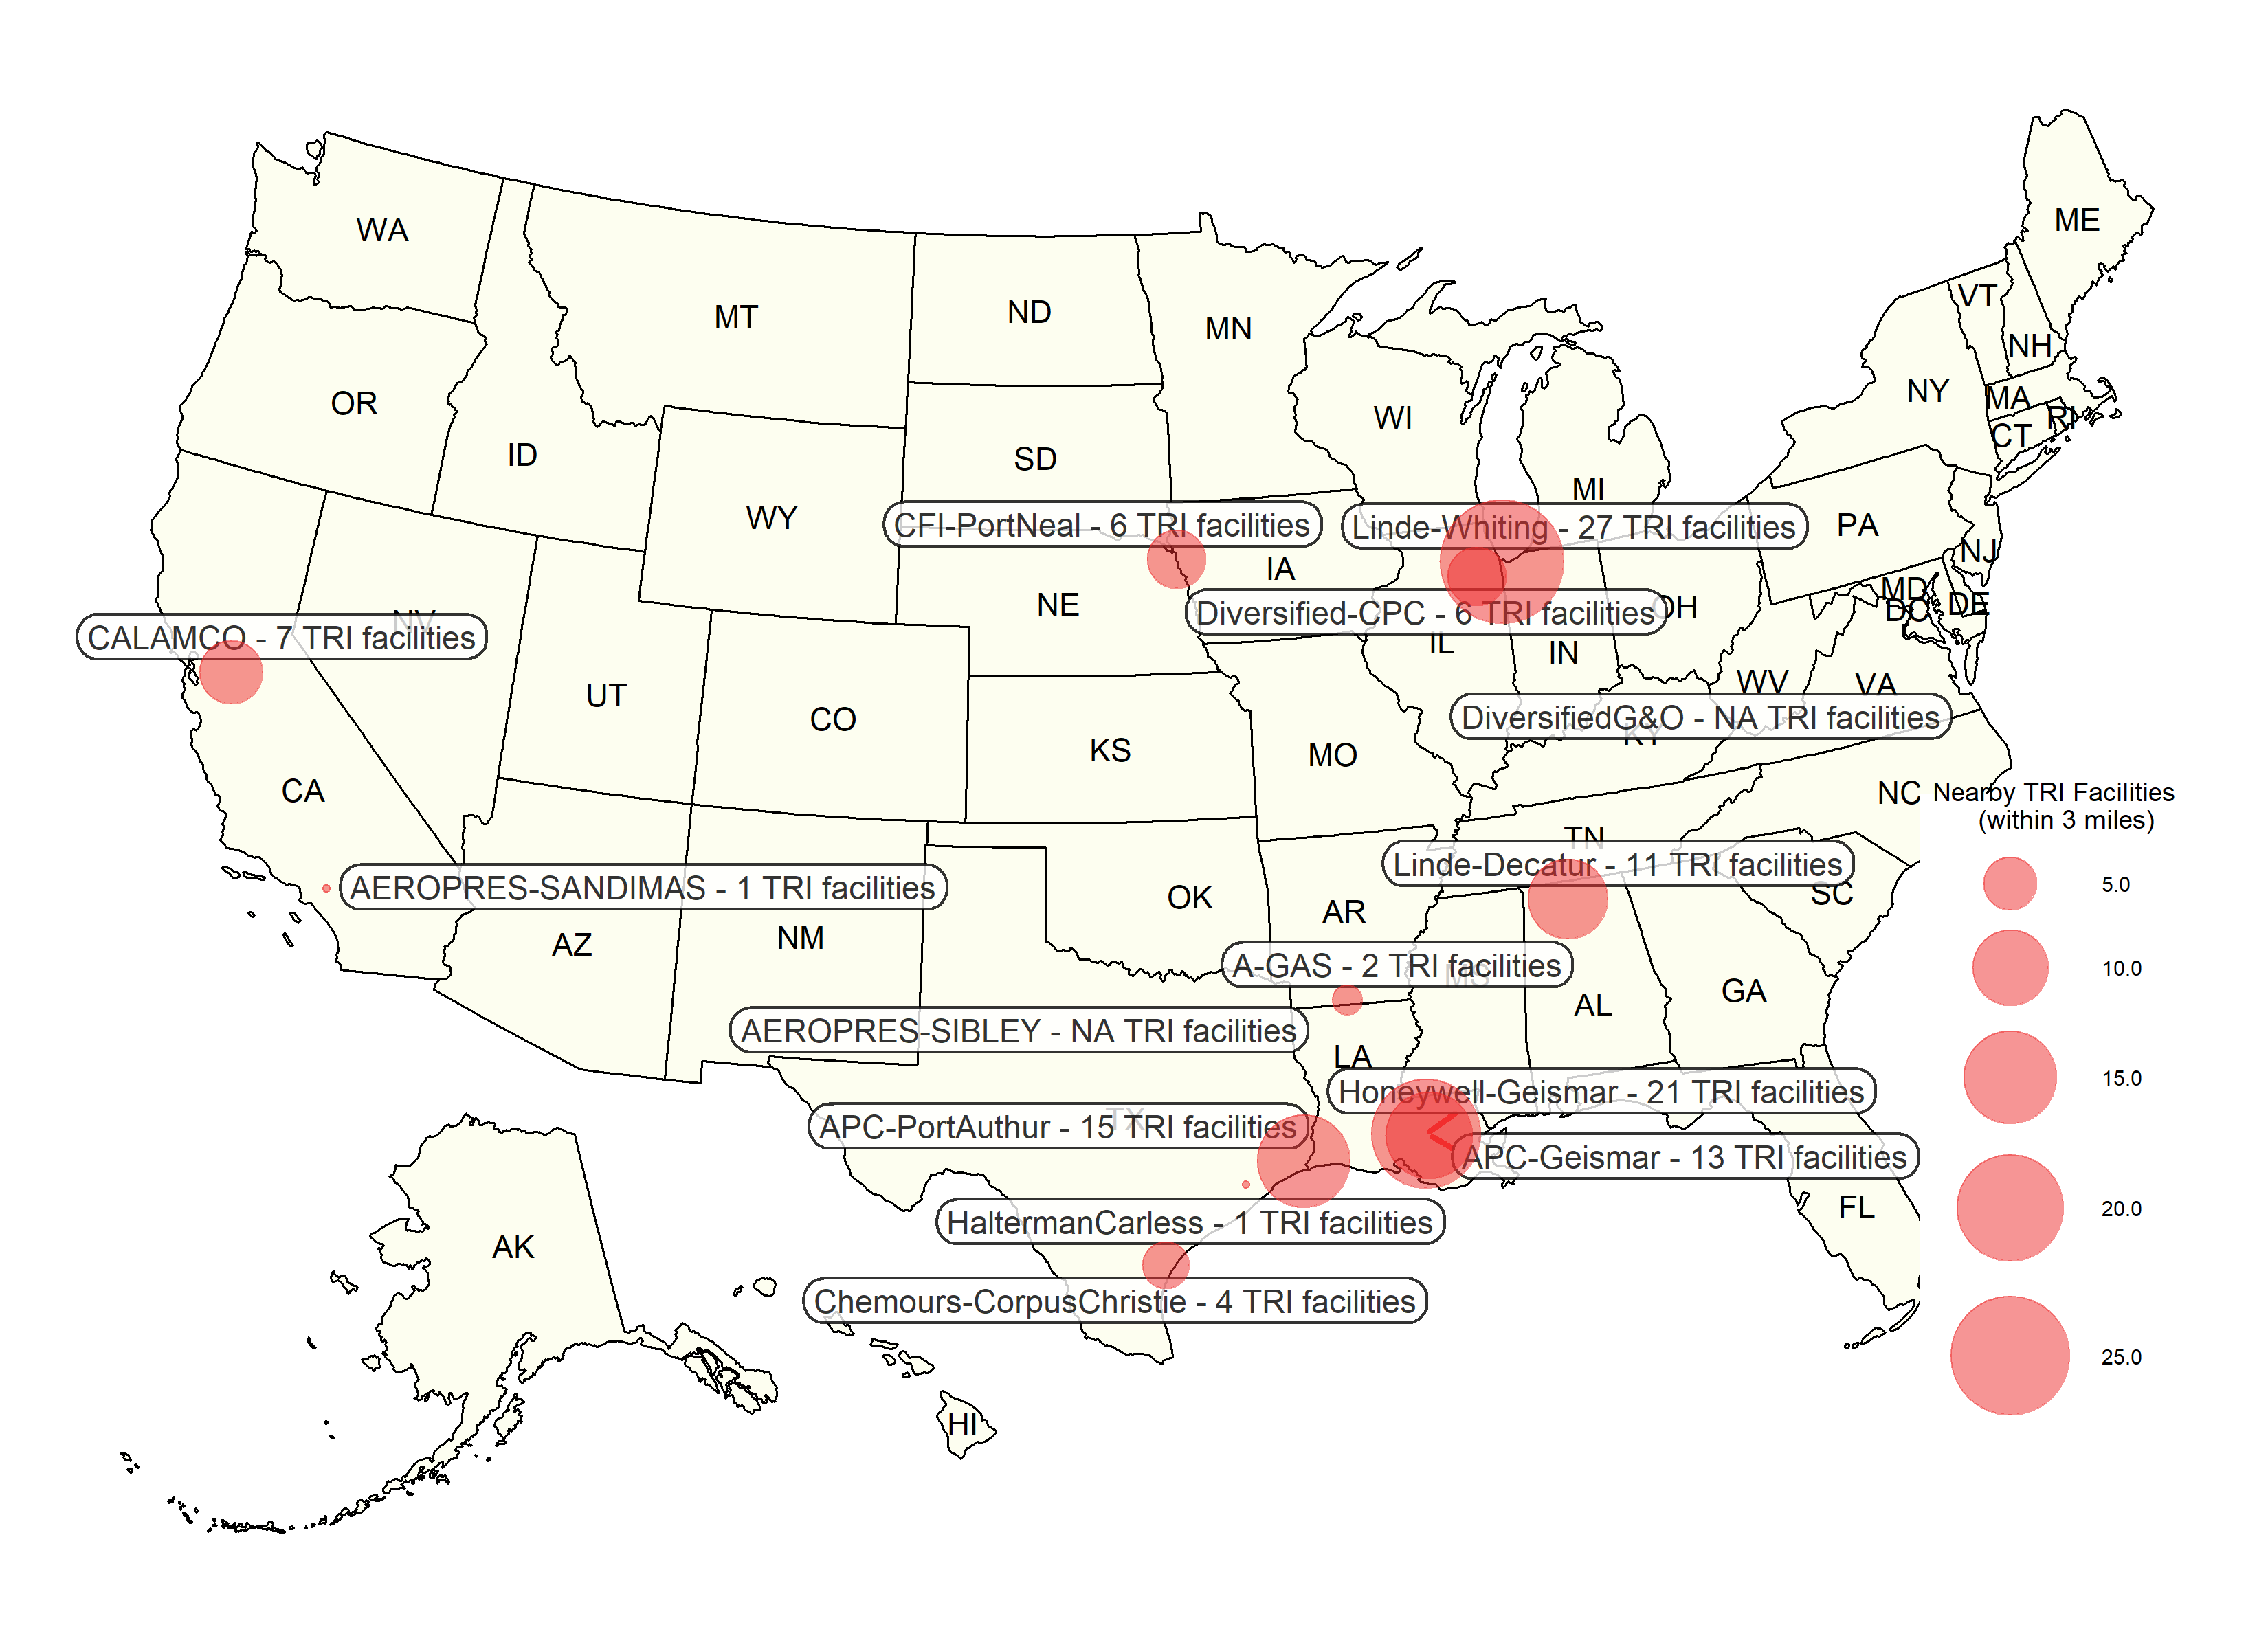 ME
WA
VT
MT
ND
MN
NH
NY
MA
OR
WI
RI
CT
ID
SD
MI
WY
CFI-PortNeal - 6 TRI facilities
Linde-Whiting - 27 TRI facilities
PA
NJ
IA
MD
DC
DE
NE
OH
Diversified-CPC - 6 TRI facilities
NV
CALAMCO - 7 TRI facilities
IL
IN
UT
WV
VA
CO
DiversifiedG&O - NA TRI facilities
KY
KS
MO
CA
NC
Nearby TRI Facilities
(within 3 miles)
TN
Linde-Decatur - 11 TRI facilities
5.0
AEROPRES-SANDIMAS - 1 TRI facilities
OK
SC
AR
AZ
NM
A-GAS - 2 TRI facilities
MS
10.0
GA
AL
AEROPRES-SIBLEY - NA TRI facilities
LA
15.0
Honeywell-Geismar - 21 TRI facilities
TX
APC-PortAuthur - 15 TRI facilities
APC-Geismar - 13 TRI facilities
FL
20.0
HaltermanCarless - 1 TRI facilities
AK
Chemours-CorpusChristie - 4 TRI facilities
25.0
HI